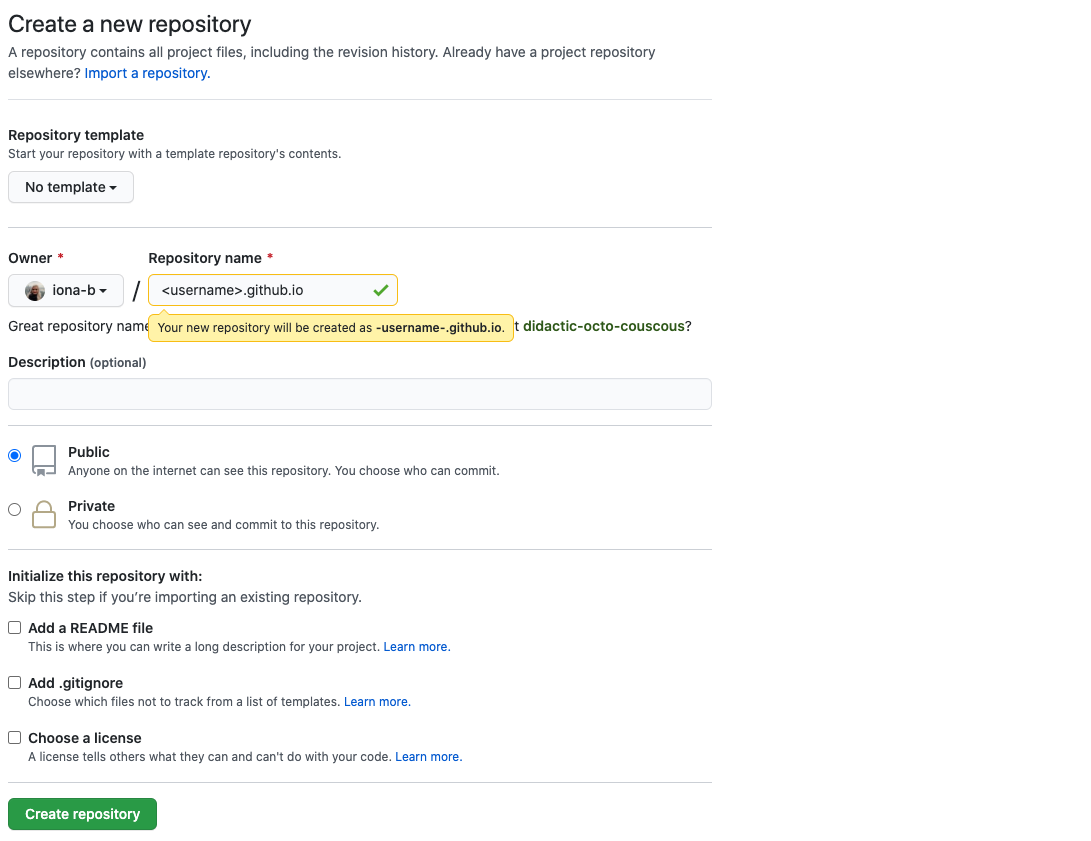 Create a new repository
A repository contains all project files, including the revision history. Already have a project repository
elsewhere? Import a repository.
Repository template
Start your repository with a template repository's contents.
No template
Owner * Repository name *
iona-b / <username>.github.io
Great repository name
Your new repository will be created as -username-.github.io.
t didactic-octo-couscous?
Description (optional)
Public
Anyone on the internet can see this repository. You choose who can commit.
Private
You choose who can see and commit to this repository.
Initialize this repository with:
Skip this step if you’re importing an existing repository.
Add a README file
This is where you can write a long description for your project. Learn more.
Add .gitignore
Choose which files not to track from a list of templates. Learn more.
Choose a license
A license tells others what they can and can't do with your code. Learn more.
Create repository